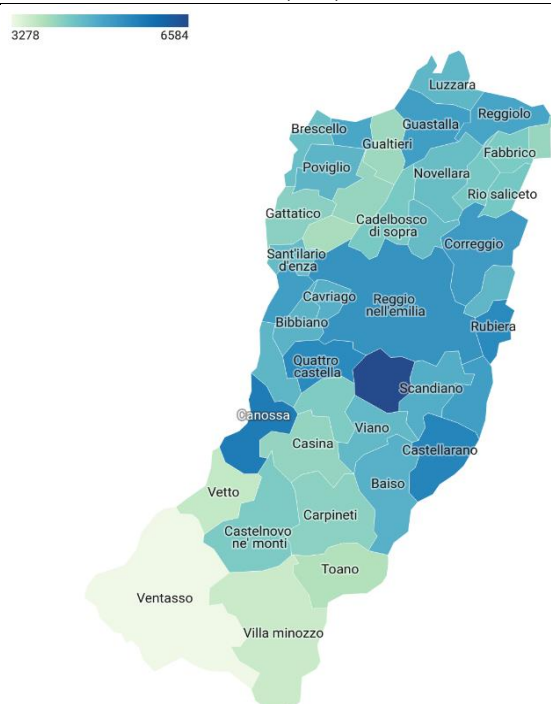 3278 6584
Luzzara
Reggiolo
Guastalla
Brescello
Gualtieri
Fabbrico
Poviglio
Novellara
Rio saliceto
Gattatico
Cadelbosco
di sopra
Correggio
Sant'ilario
d'enza
Cavriago
Reggio
nell'emilia
Bibbiano
Rubiera
Quattro
castella
Scandiano
Canossa
Viano
Casina
Castellarano
Baiso
Vetto
Carpineti
Castelnovo
ne' monti
Toano
Ventasso
Villa minozzo